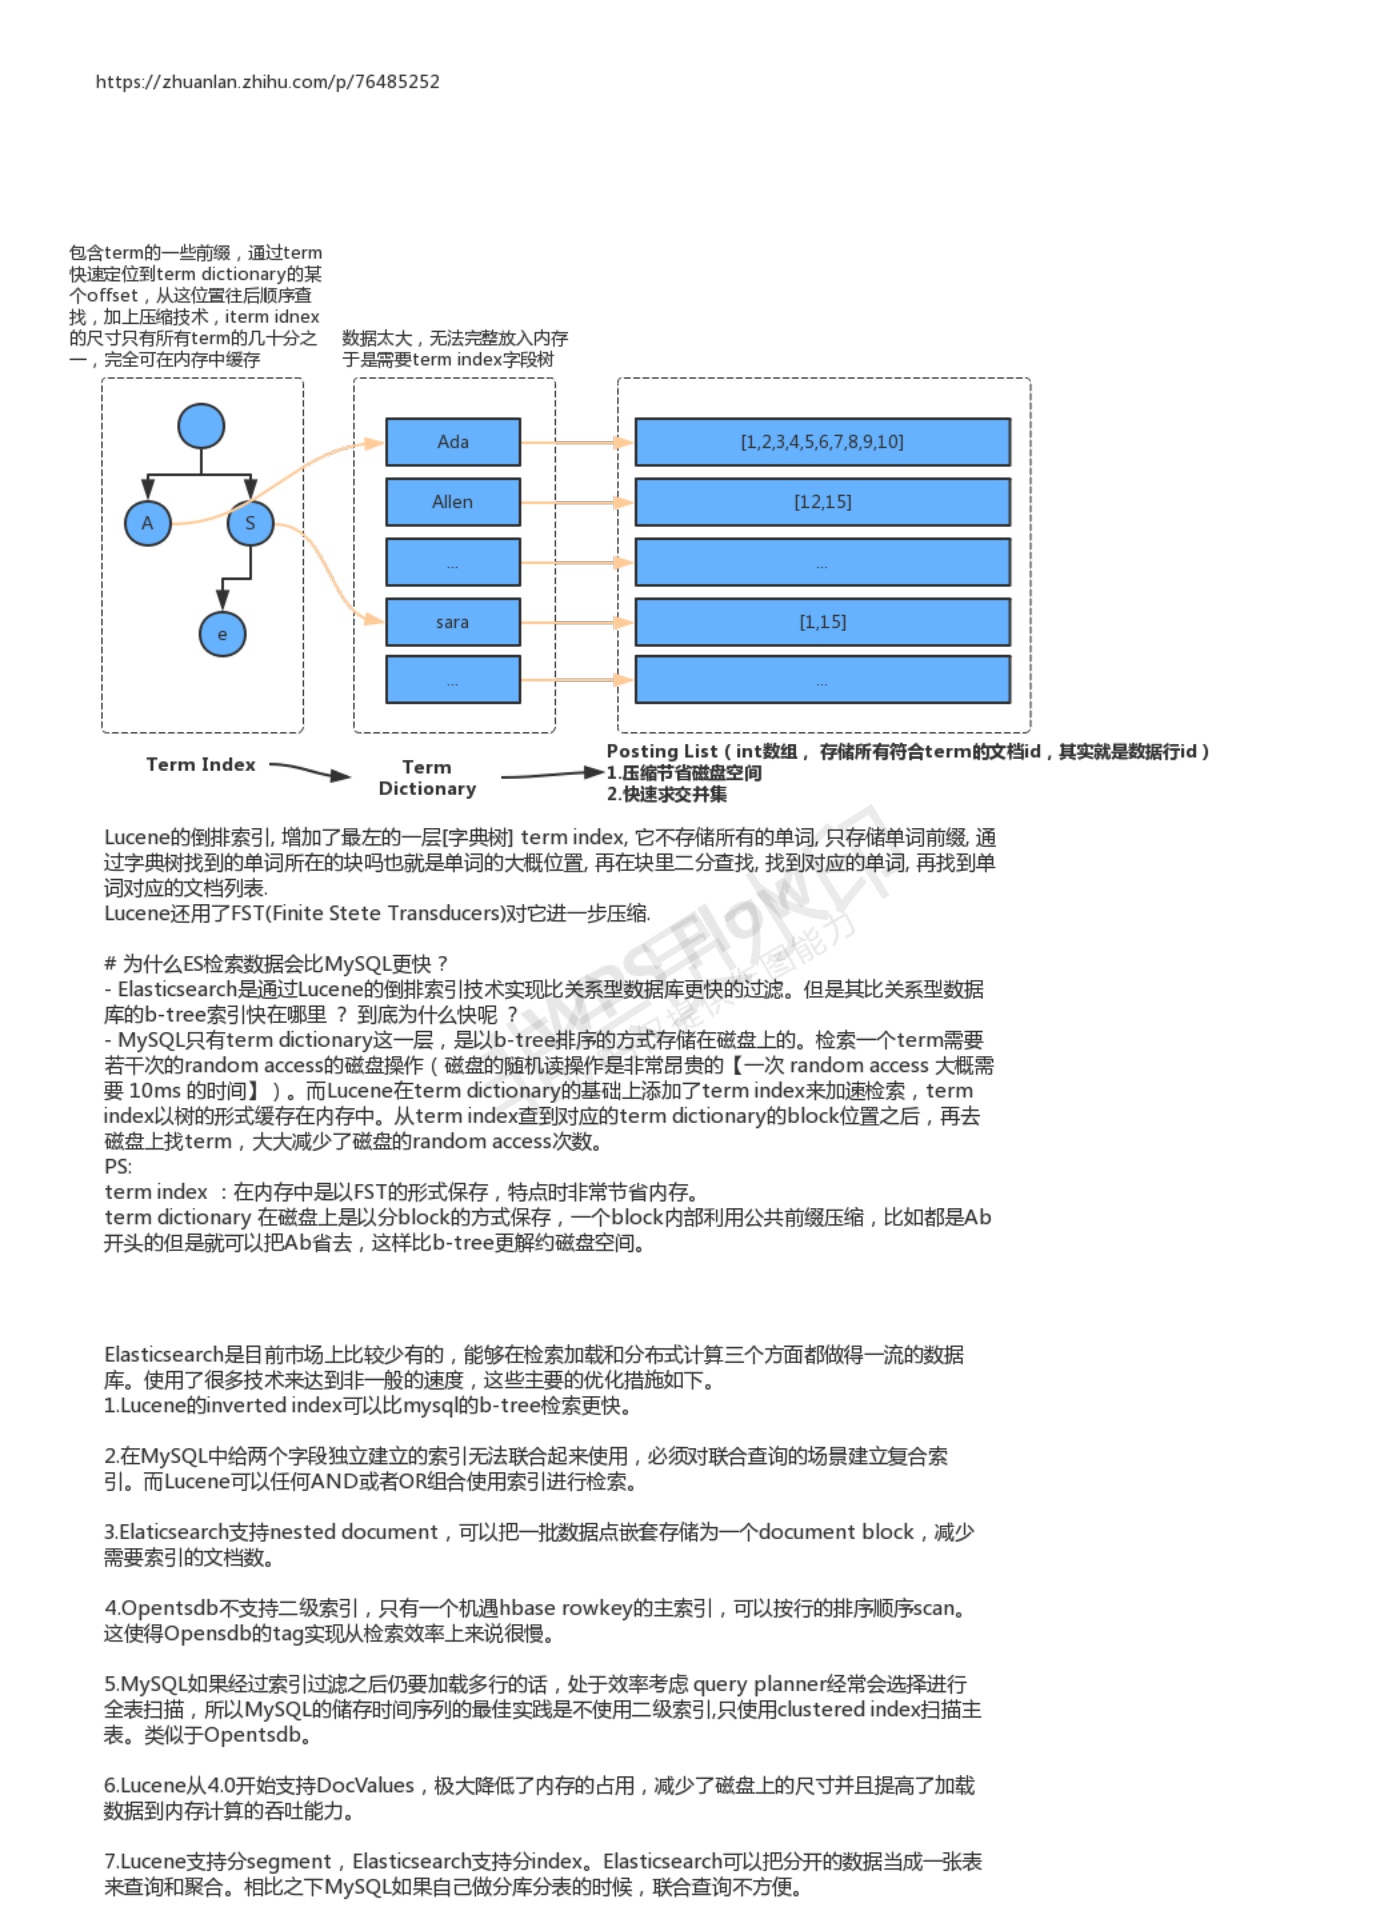 https://zhuanlan.zhihu.com/p/76485252
包含term的一些前缀，通过term
快速定位到term dictionary的某
个offset，从这位置往后顺序查
找，加上压缩技术，iterm idnex
的尺寸只有所有term的几十分之
一，完全可在内存中缓存
数据太大，无法完整放入内存
于是需要term index字段树
A
S
e
Ada
Allen
...
sara
...
[1,2,3,4,5,6,7,8,9,10]
[12,15]
...
[1,15]
...
Term Index
Term
Dictionary
Posting List（int数组， 存储所有符合term的文档id，其实就是数据行id）
1.压缩节省磁盘空间
2.快速求交并集
Lucene的倒排索引, 增加了最左的一层[字典树] term index, 它不存储所有的单词, 只存储单词前缀, 通
过字典树找到的单词所在的块吗也就是单词的大概位置, 再在块里二分查找, 找到对应的单词, 再找到单
词对应的文档列表.
Lucene还用了FST(Finite Stete Transducers)对它进一步压缩.
# 为什么ES检索数据会比MySQL更快？
- Elasticsearch是通过Lucene的倒排索引技术实现比关系型数据库更快的过滤。但是其比关系型数据
库的b-tree索引快在哪里 ？ 到底为什么快呢 ？
- MySQL只有term dictionary这一层，是以b-tree排序的方式存储在磁盘上的。检索一个term需要
若干次的random access的磁盘操作（ 磁盘的随机读操作是非常昂贵的【一次 random access 大概需
要 10ms 的时间】）。而Lucene在term dictionary的基础上添加了term index来加速检索，term
index以树的形式缓存在内存中。从term index查到对应的term dictionary的block位置之后，再去
磁盘上找term，大大减少了磁盘的random access次数。
PS:
term index ：在内存中是以FST的形式保存，特点时非常节省内存。
term dictionary 在磁盘上是以分block的方式保存，一个block内部利用公共前缀压缩，比如都是Ab
开头的但是就可以把Ab省去，这样比b-tree更解约磁盘空间。
Elasticsearch是目前市场上比较少有的，能够在检索加载和分布式计算三个方面都做得一流的数据
库。使用了很多技术来达到非一般的速度，这些主要的优化措施如下。
1.Lucene的inverted index可以比mysql的b-tree检索更快。
2.在MySQL中给两个字段独立建立的索引无法联合起来使用，必须对联合查询的场景建立复合索
引。而Lucene可以任何AND或者OR组合使用索引进行检索。
3.Elaticsearch支持nested document，可以把一批数据点嵌套存储为一个document block，减少
需要索引的文档数。
4.Opentsdb不支持二级索引，只有一个机遇hbase rowkey的主索引，可以按行的排序顺序scan。
这使得Opensdb的tag实现从检索效率上来说很慢。
5.MySQL如果经过索引过滤之后仍要加载多行的话，处于效率考虑 query planner经常会选择进行
全表扫描，所以MySQL的储存时间序列的最佳实践是不使用二级索引,只使用clustered index扫描主
表。类似于Opentsdb。
6.Lucene从4.0开始支持DocValues，极大降低了内存的占用，减少了磁盘上的尺寸并且提高了加载
数据到内存计算的吞吐能力。
7.Lucene支持分segment，Elasticsearch支持分index。Elasticsearch可以把分开的数据当成一张表
来查询和聚合。相比之下MySQL如果自己做分库分表的时候，联合查询不方便。